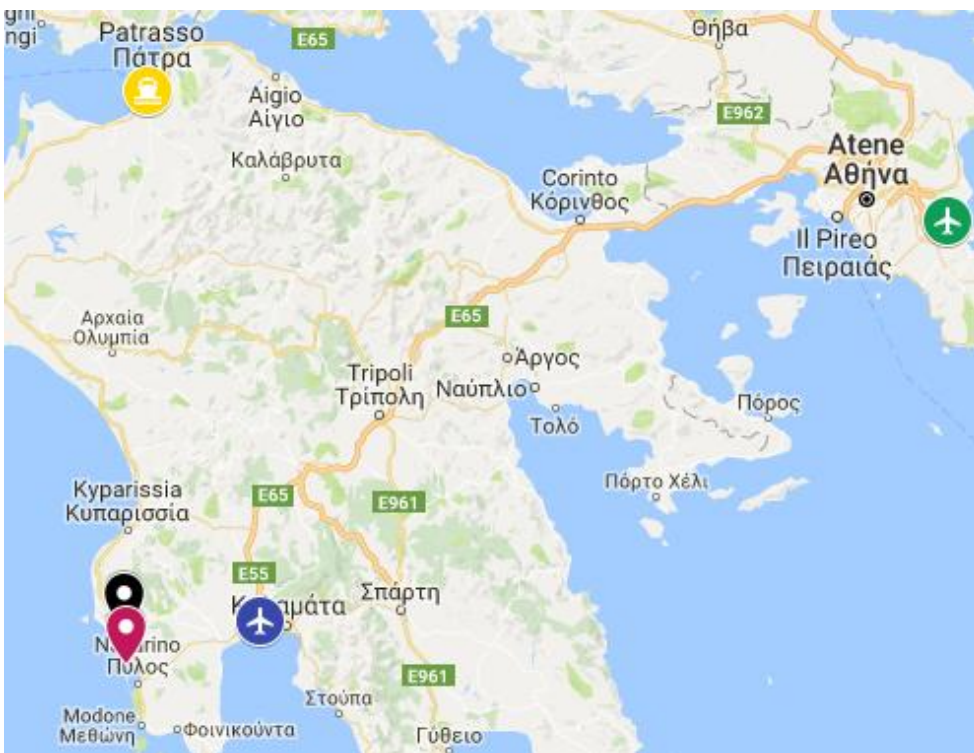 ghi
ngi
Patrasso
Πάτρα
E65
Θήβα
Aigio
Αίγιο
E962
Atene
Αθήνα
Καλάβρυτα
Corinto
Κόρινθος
Il Pireo
Πειραιάς
E65
Αρχαία
Ολυμπία
Άργος
Tripoli
Τρίπολη
Ναύπλιο
Τολό
Πόρος
Πόρτο Χέλι
Kyparissia
Κυπαρισσία
E65
E961
E55
Σπάρτη
Πύλος
E961
Στούπα
Modone
Μεθώνη
Φοινικούντα
Γύθειο